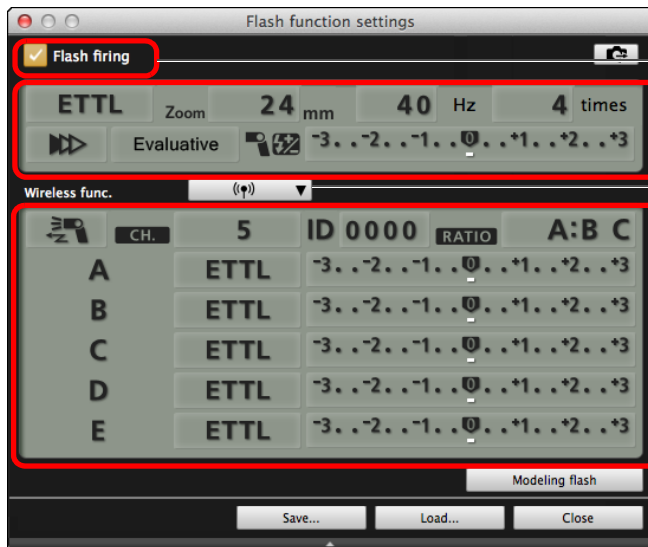 Flash function settings
Flash firing
ETTL Zoom 24 mm 40 Hz 4 times
Evaluative -3..-2..-1..0..+1..+2..+3
Wireless func.
CH. 5 ID 0000 RATIO A:B C
A ETTL -3..-2..-1..0..+1..+2..+3
B ETTL -3..-2..-1..0..+1..+2..+3
C ETTL -3..-2..-1..0..+1..+2..+3
D ETTL -3..-2..-1..0..+1..+2..+3
E ETTL -3..-2..-1..0..+1..+2..+3
Modeling flash
Save... Load... Close